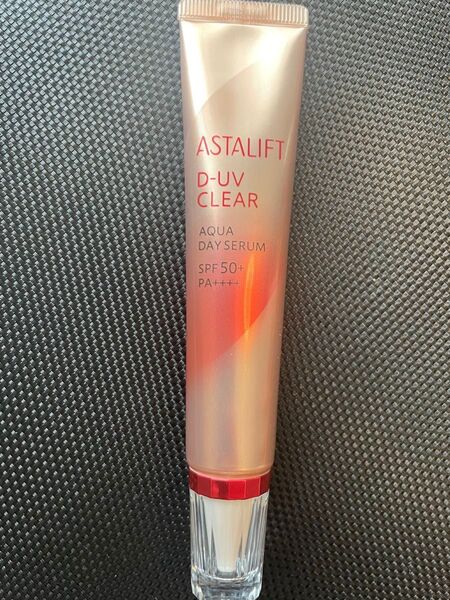 ASTALIFT
D-UV
CLEAR
AQUA
DAY SERUM
SPF50+
PA++++